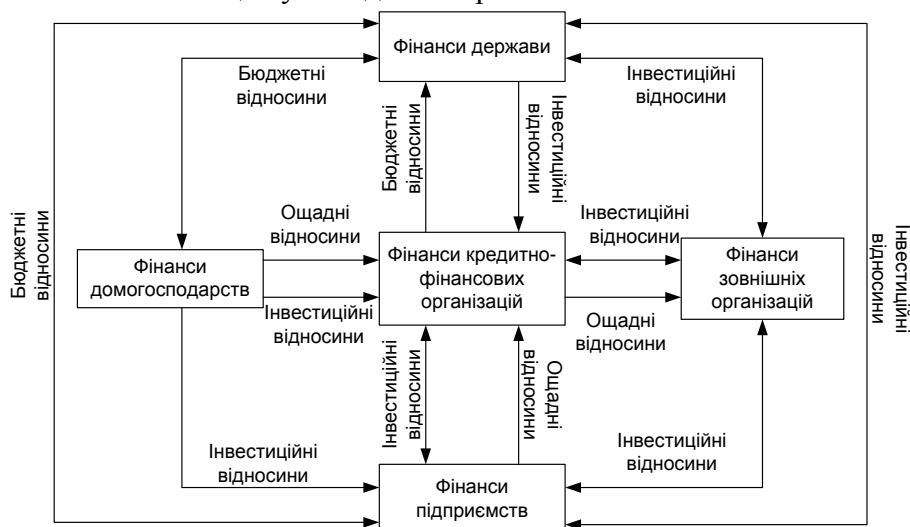 Фінанси держави
Бюджетні
відносини
Інвестиційні
відносини
Бюджетні
відносини
Інвестиційні
відносини
Бюджетні
відносини
Ощадні
відносини
Інвестиційні
відносини
Інвестиційні
відносини
Фінанси
домогосподарств
Фінанси кредитно-
фінансових
організацій
Фінанси
зовнішніх
організацій
Інвестиційні
відносини
Ощадні
відносини
Інвестиційні
відносини
Ощадні
відносини
Інвестиційні
відносини
Інвестиційні
відносини
Фінанси
підприємств